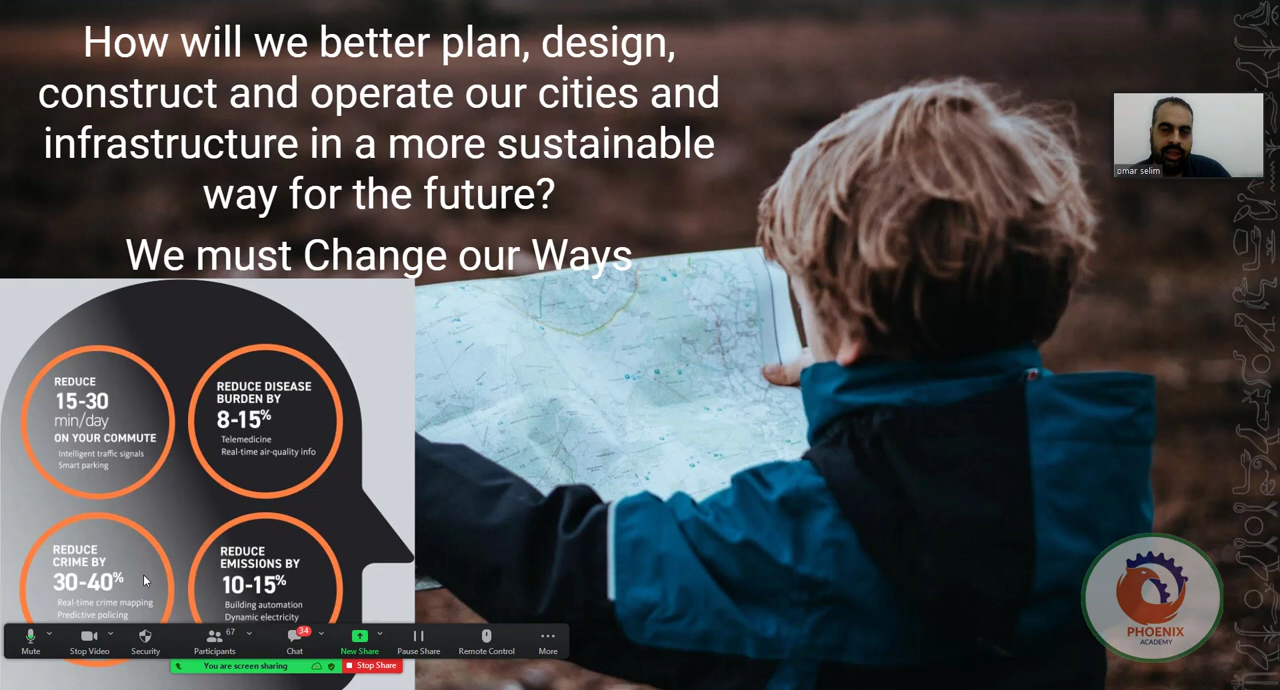 How will we better plan, design,
construct and operate our cities and
infrastructure in a more sustainable
way for the future?
We must Change our Ways
omar selim
REDUCE
15-30
min/day
ON YOUR COMMUTE
Intelligent traffic signals
Smart parking
REDUCE DISEASE
BURDEN BY
8-15%
Telemedicine
Real-time air-quality info
REDUCE
CRIME BY
30-40%
Real-time crime mapping
Predictive policing
REDUCE
EMISSIONS BY
10-15%
Building automation
Dynamic electricity
PHOENIX
ACADEMY
67
34
Mute
Stop Video
Security
Participants
Chat
New Share
Pause Share
Remote Control
More
You are screen sharing
Stop Share